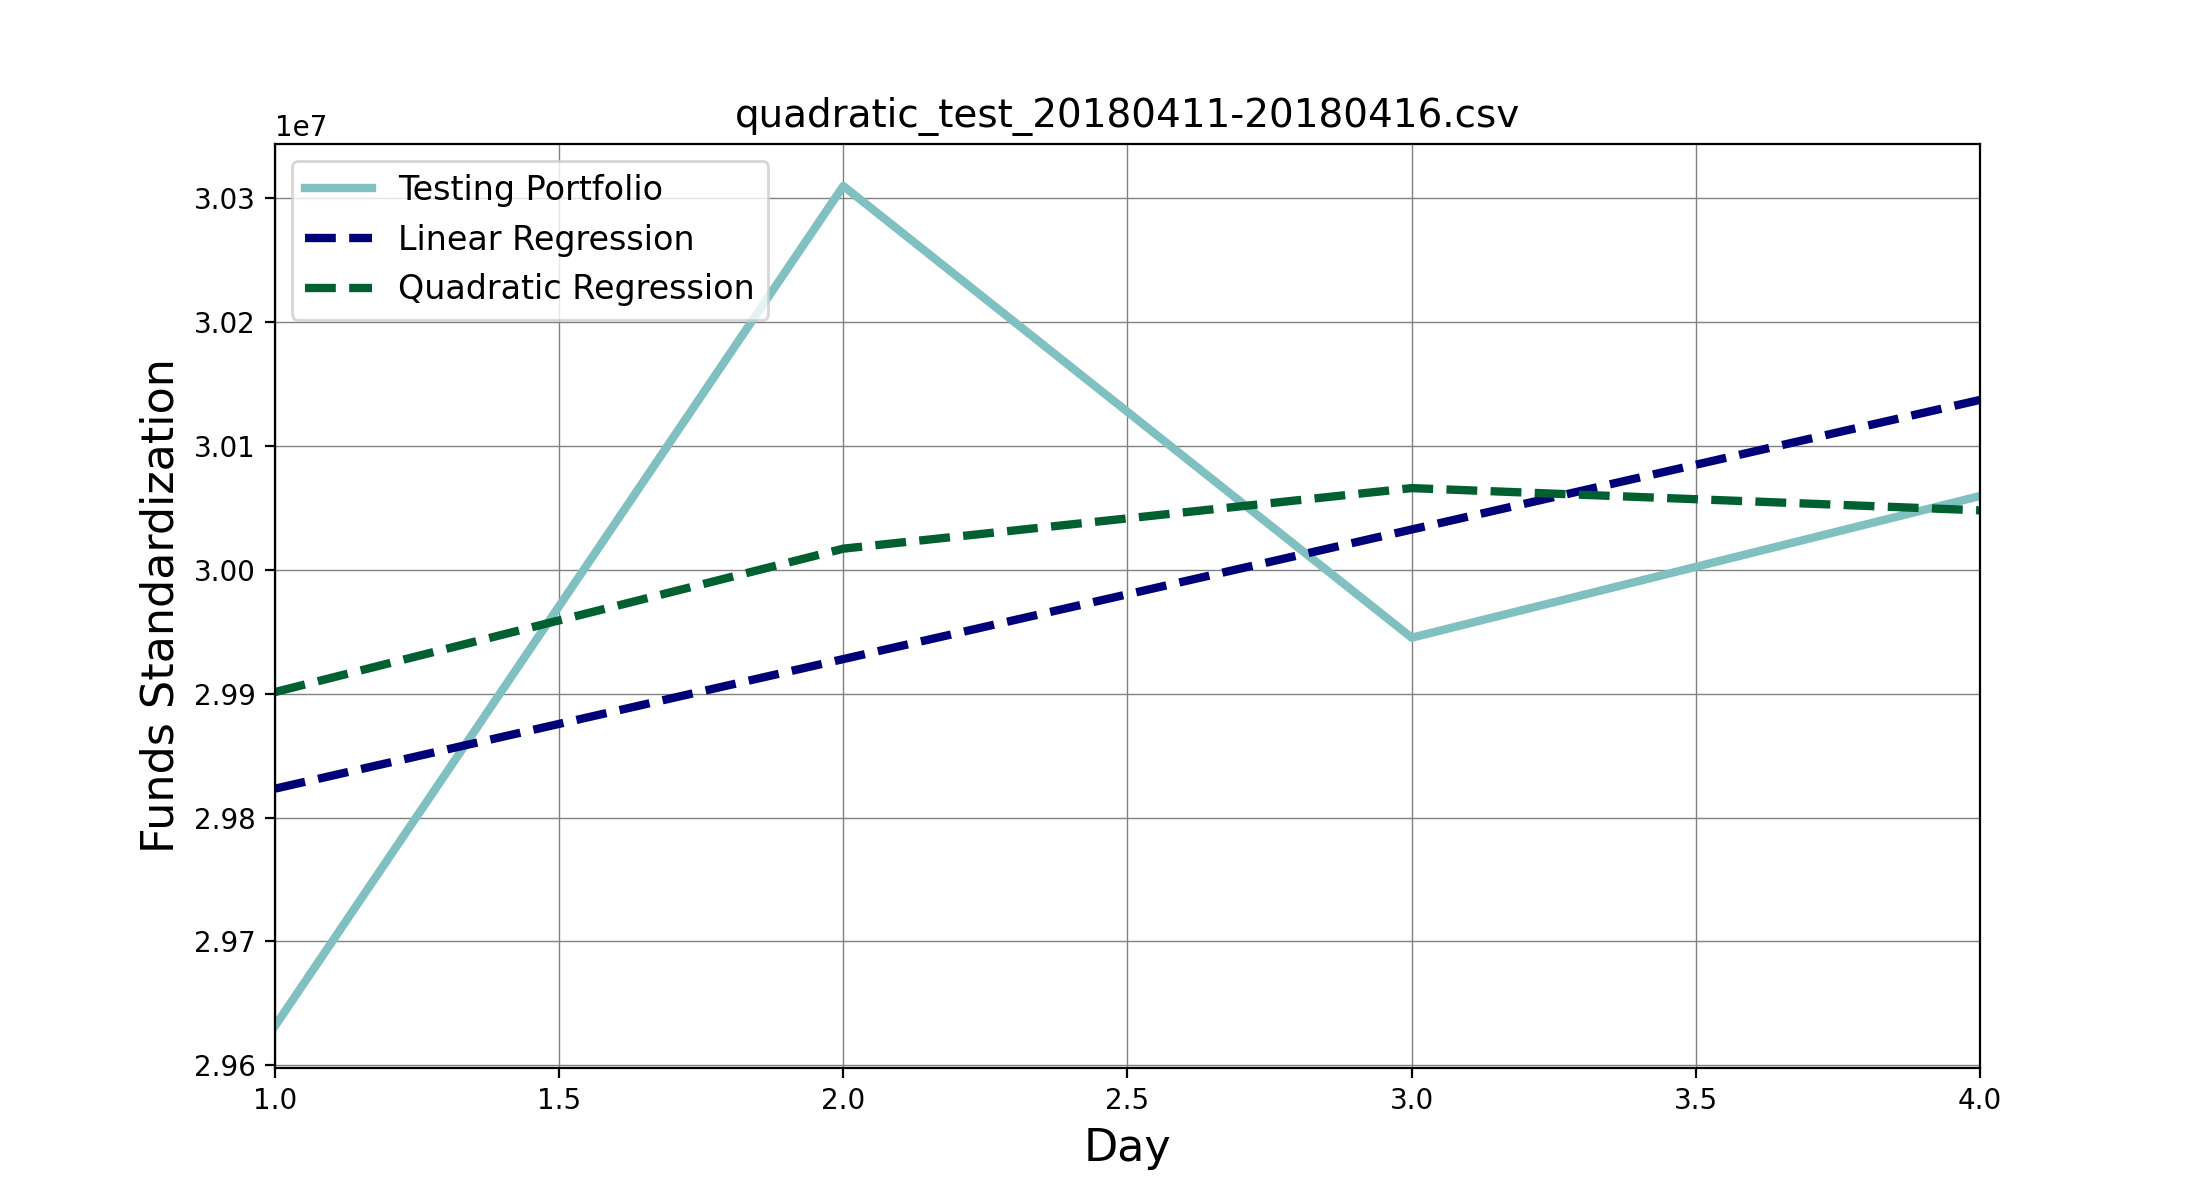 quadratic_test_20180411-20180416.csv
1e7
Testing Portfolio
Linear Regression
Quadratic Regression
Funds Standardization
3.03
3.02
3.01
3.00
2.99
2.98
2.97
2.96
1.0 1.5 2.0 2.5 3.0 3.5 4.0
Day